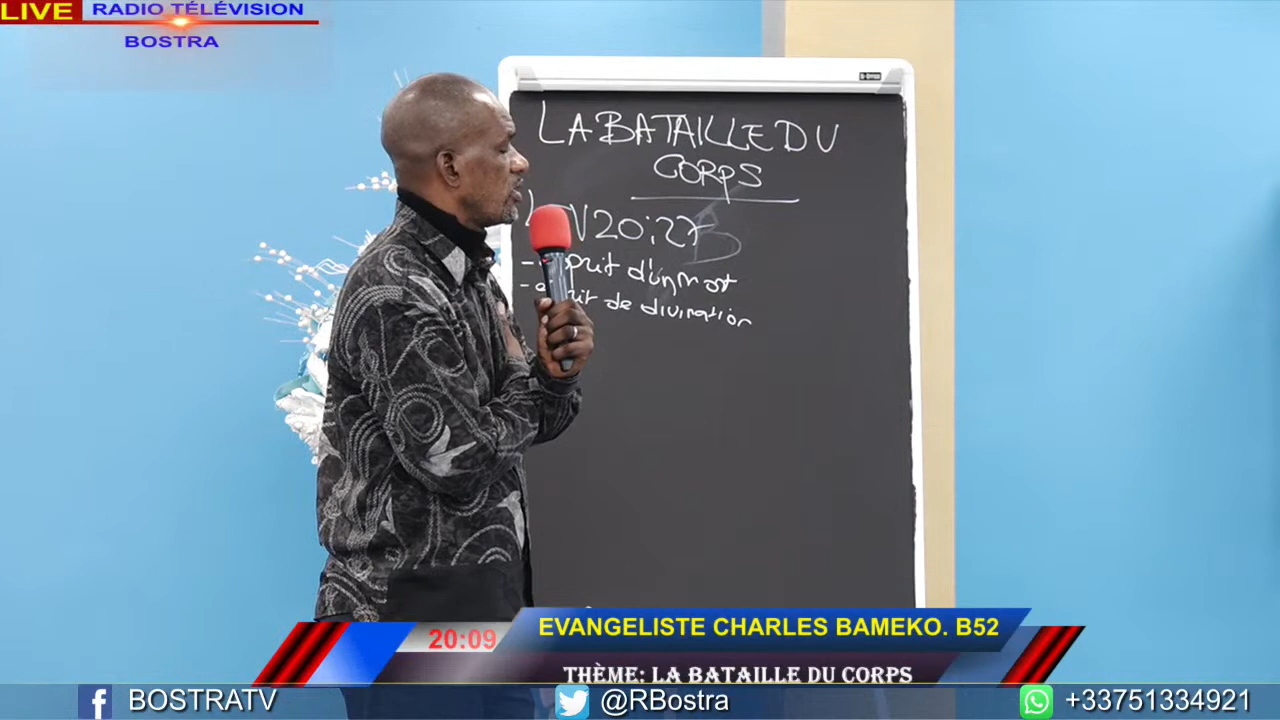 LIVE RADIO TÉLÉVISION
BOSTRA
LA BATAILLE DU
CORPS
20:27
d'un mort
de divination
20:09
EVANGELISTE CHARLES BAMEKO. B52
THÈME: LA BATAILLE DU CORPS
BOSTRATV
@RBostra
+33751334921